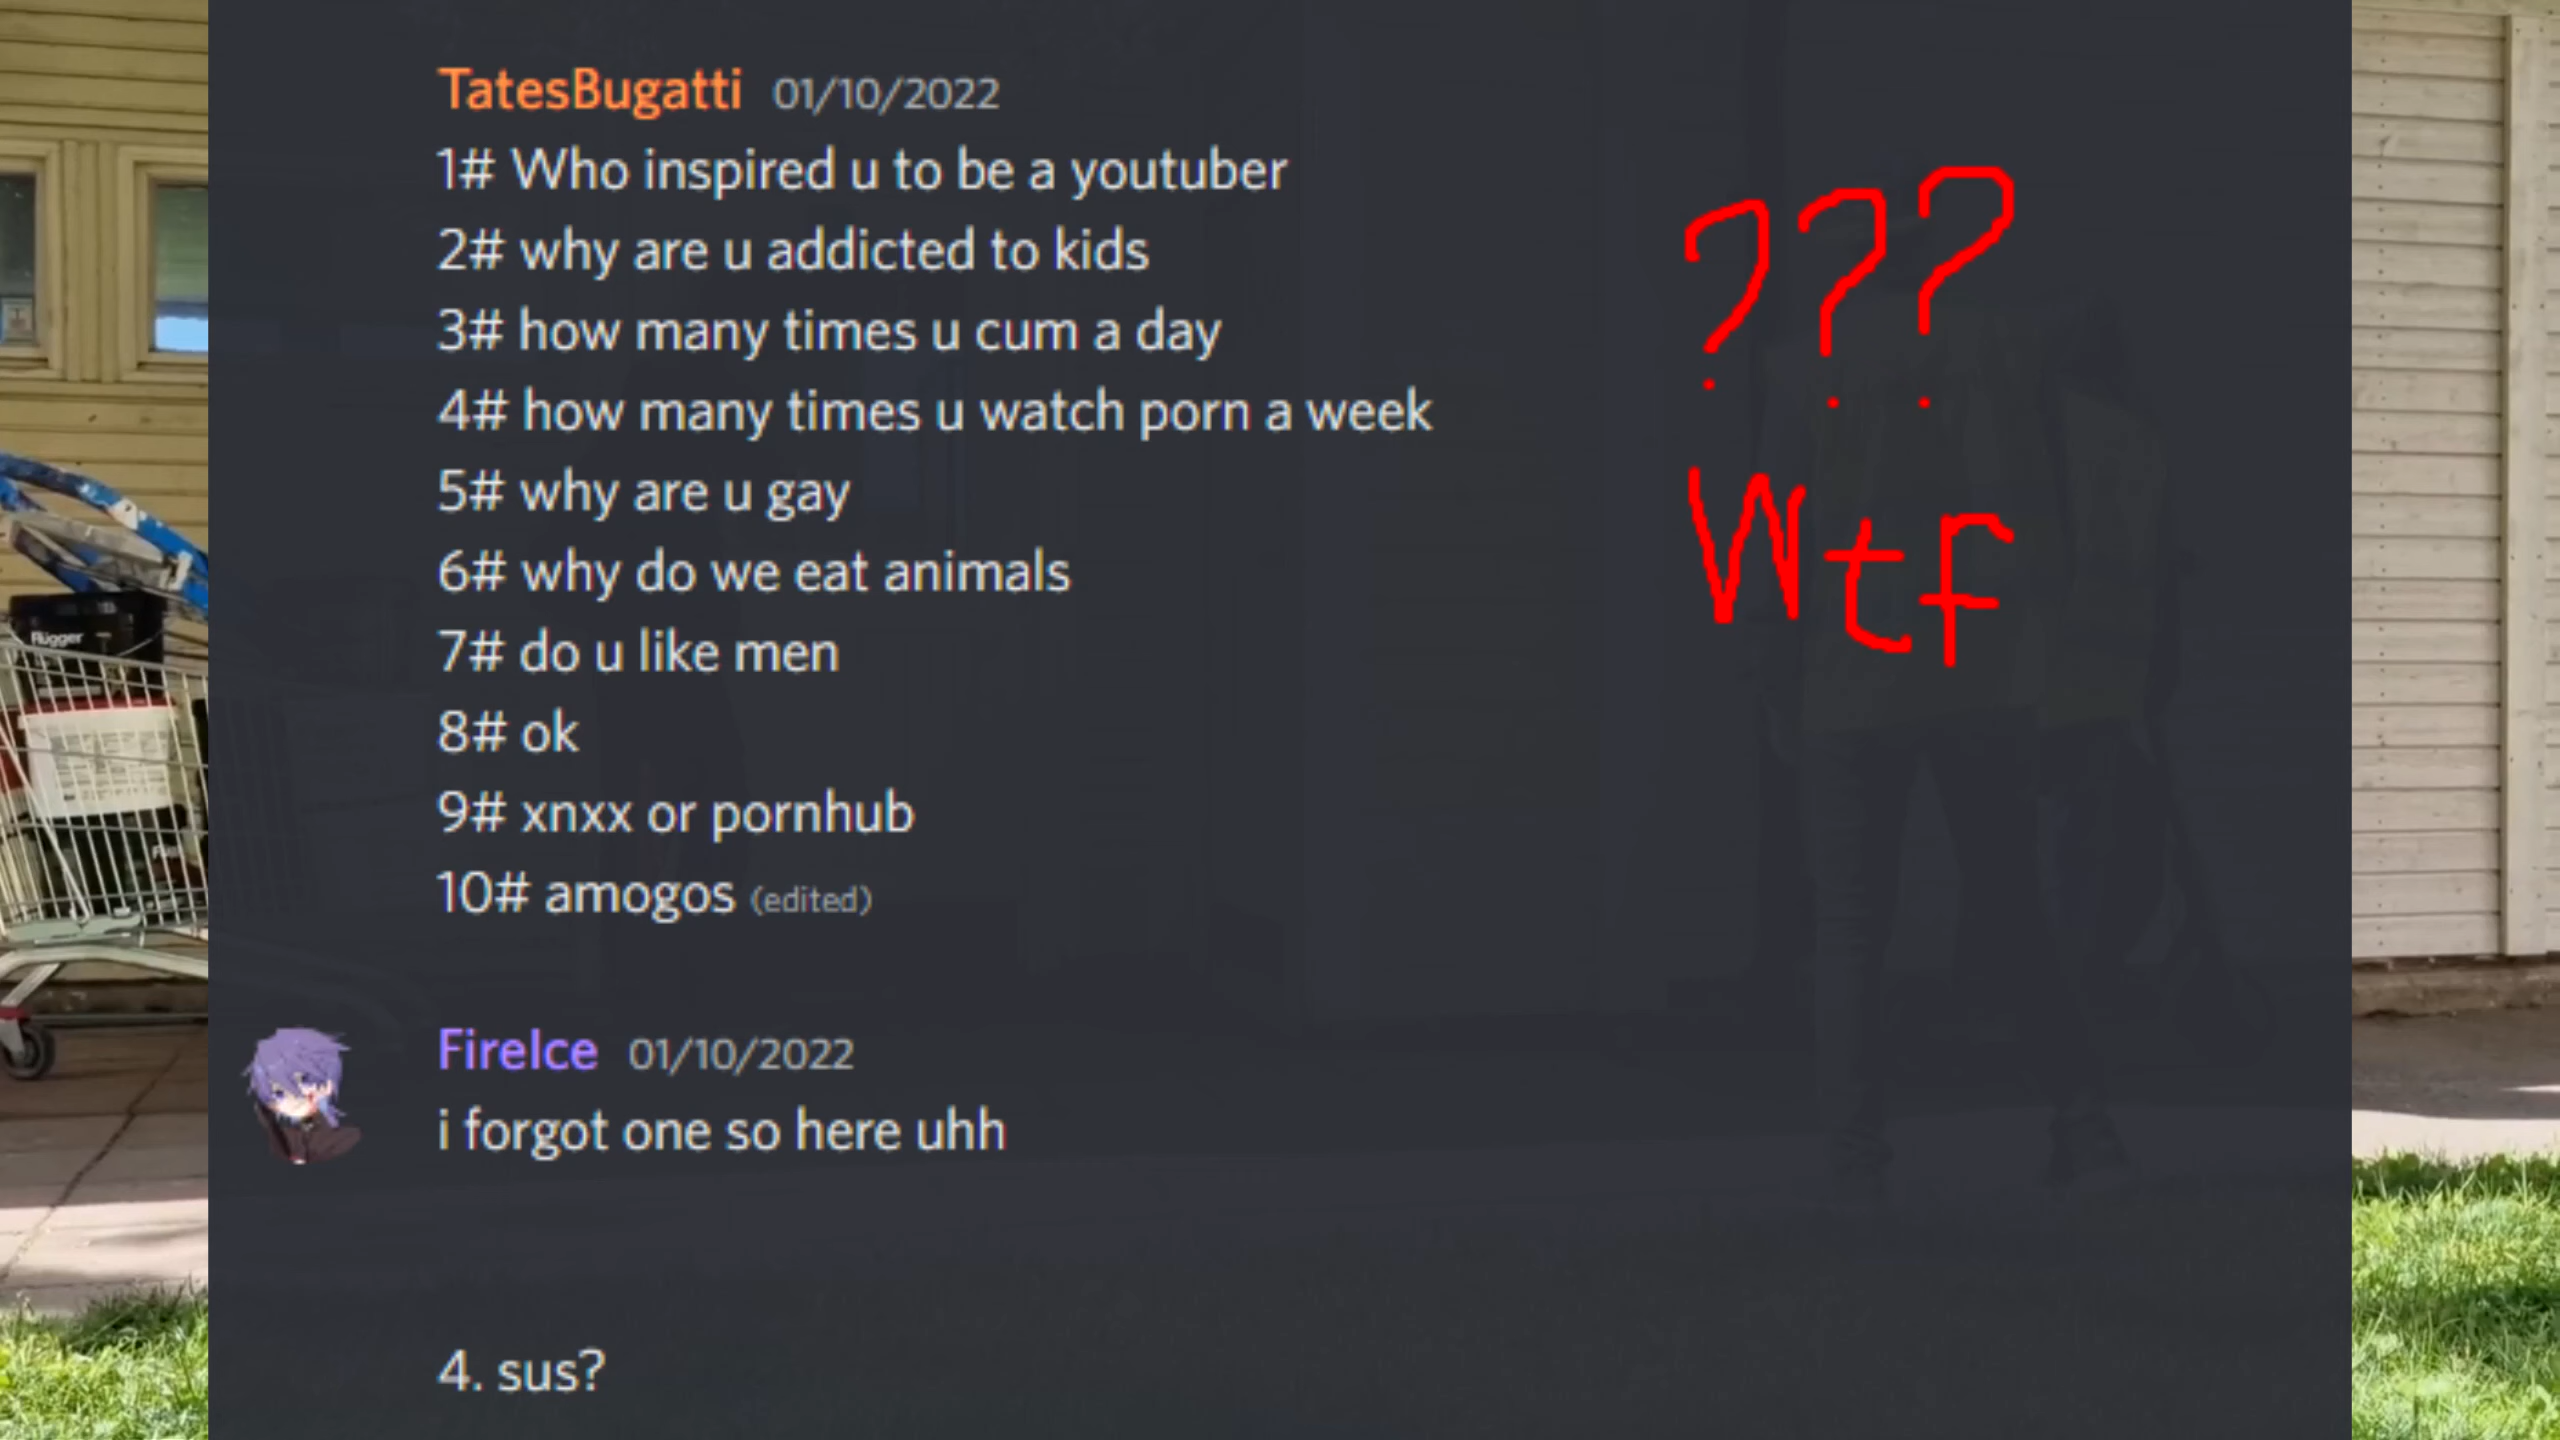 TatesBugatti 01/10/2022
1# Who inspired u to be a youtuber
2# why are u addicted to kids
3# how many times u cum a day
4# how many times u watch porn a week
5# why are u gay
6# why do we eat animals
7# do u like men
8# ok
9# xnxx or pornhub
10# amogos (edited)
???
Wtf
Rügger
FireIce 01/10/2022
i forgot one so here uhh
4. sus?